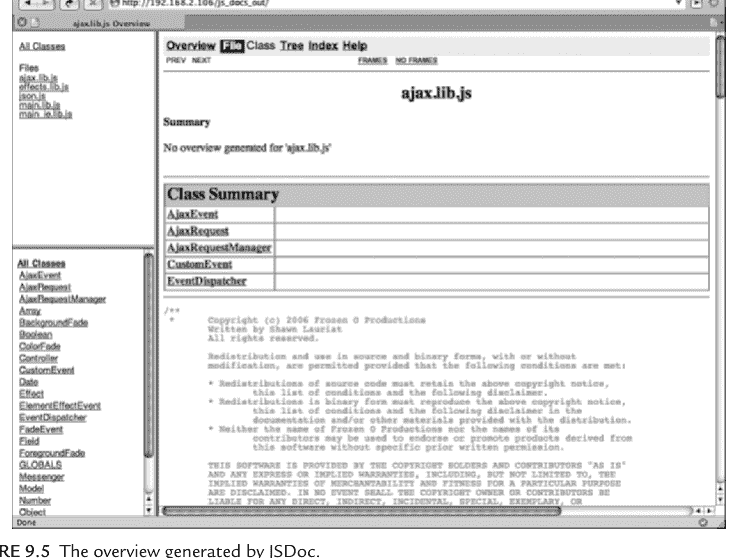 http://192.168.2.106/js_docs_out/
ajax.lib.js Overview
All Classes
Files
ajax.lib.js
effects.lib.js
json.js
main.lib.js
main_ie.lib.js
All Classes
AjaxEvent
AjaxRequest
AjaxRequestManager
Array
BackgroundFade
Boolean
ColorFade
Controller
CustomEvent
Date
Effect
ElementEffectEvent
EventDispatcher
FadeEvent
Field
ForegroundFade
GLOBALS
Messenger
Model
Number
Object
Overview File Class Tree Index Help
PREV NEXT FRAMES NO FRAMES
ajax.lib.js
Summary
No overview generated for 'ajax.lib.js'
Class Summary
AjaxEvent
AjaxRequest
AjaxRequestManager
CustomEvent
EventDispatcher
/**
* Copyright (c) 2006 Frozen O Productions
Written by Shawn Lauriat
All rights reserved.
Redistribution and use in source and binary forms, with or without
modification, are permitted provided that the following conditions are met:
* Redistributions of source code must retain the above copyright notice,
this list of conditions and the following disclaimer.
* Redistributions in binary form must reproduce the above copyright notice,
this list of conditions and the following disclaimer in the
documentation and/or other materials provided with the distribution.
* Neither the name of Frozen O Productions nor the names of its
contributors may be used to endorse or promote products derived from
this software without specific prior written permission.
THIS SOFTWARE IS PROVIDED BY THE COPYRIGHT HOLDERS AND CONTRIBUTORS "AS IS"
AND ANY EXPRESS OR IMPLIED WARRANTIES, INCLUDING, BUT NOT LIMITED TO, THE
IMPLIED WARRANTIES OF MERCHANTABILITY AND FITNESS FOR A PARTICULAR PURPOSE
ARE DISCLAIMED. IN NO EVENT SHALL THE COPYRIGHT OWNER OR CONTRIBUTORS BE
LIABLE FOR ANY DIRECT, INDIRECT, INCIDENTAL, SPECIAL, EXEMPLARY, OR
Done
RE 9.5 The overview generated by JSDoc.